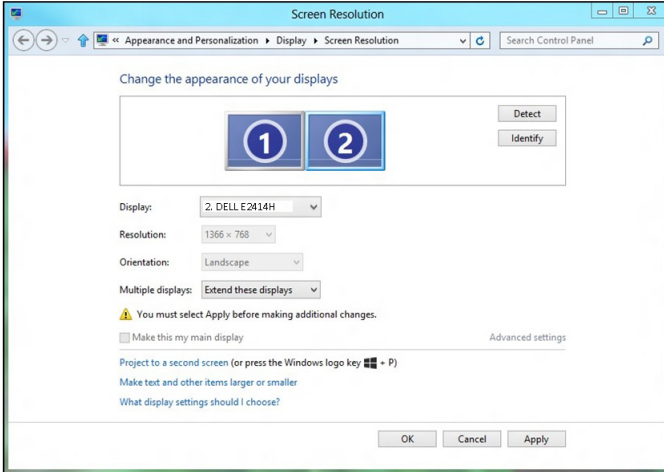 Screen Resolution
« Appearance and Personalization Display Screen Resolution Search Control Panel
Change the appearance of your displays
1 2
Detect
Identify
Display: 2. DELL E2414H
Resolution: 1366 × 768
Orientation: Landscape
Multiple displays: Extend these displays
You must select Apply before making additional changes.
Make this my main display Advanced settings
Project to a second screen (or press the Windows logo key + P)
Make text and other items larger or smaller
What display settings should I choose?
OK Cancel Apply